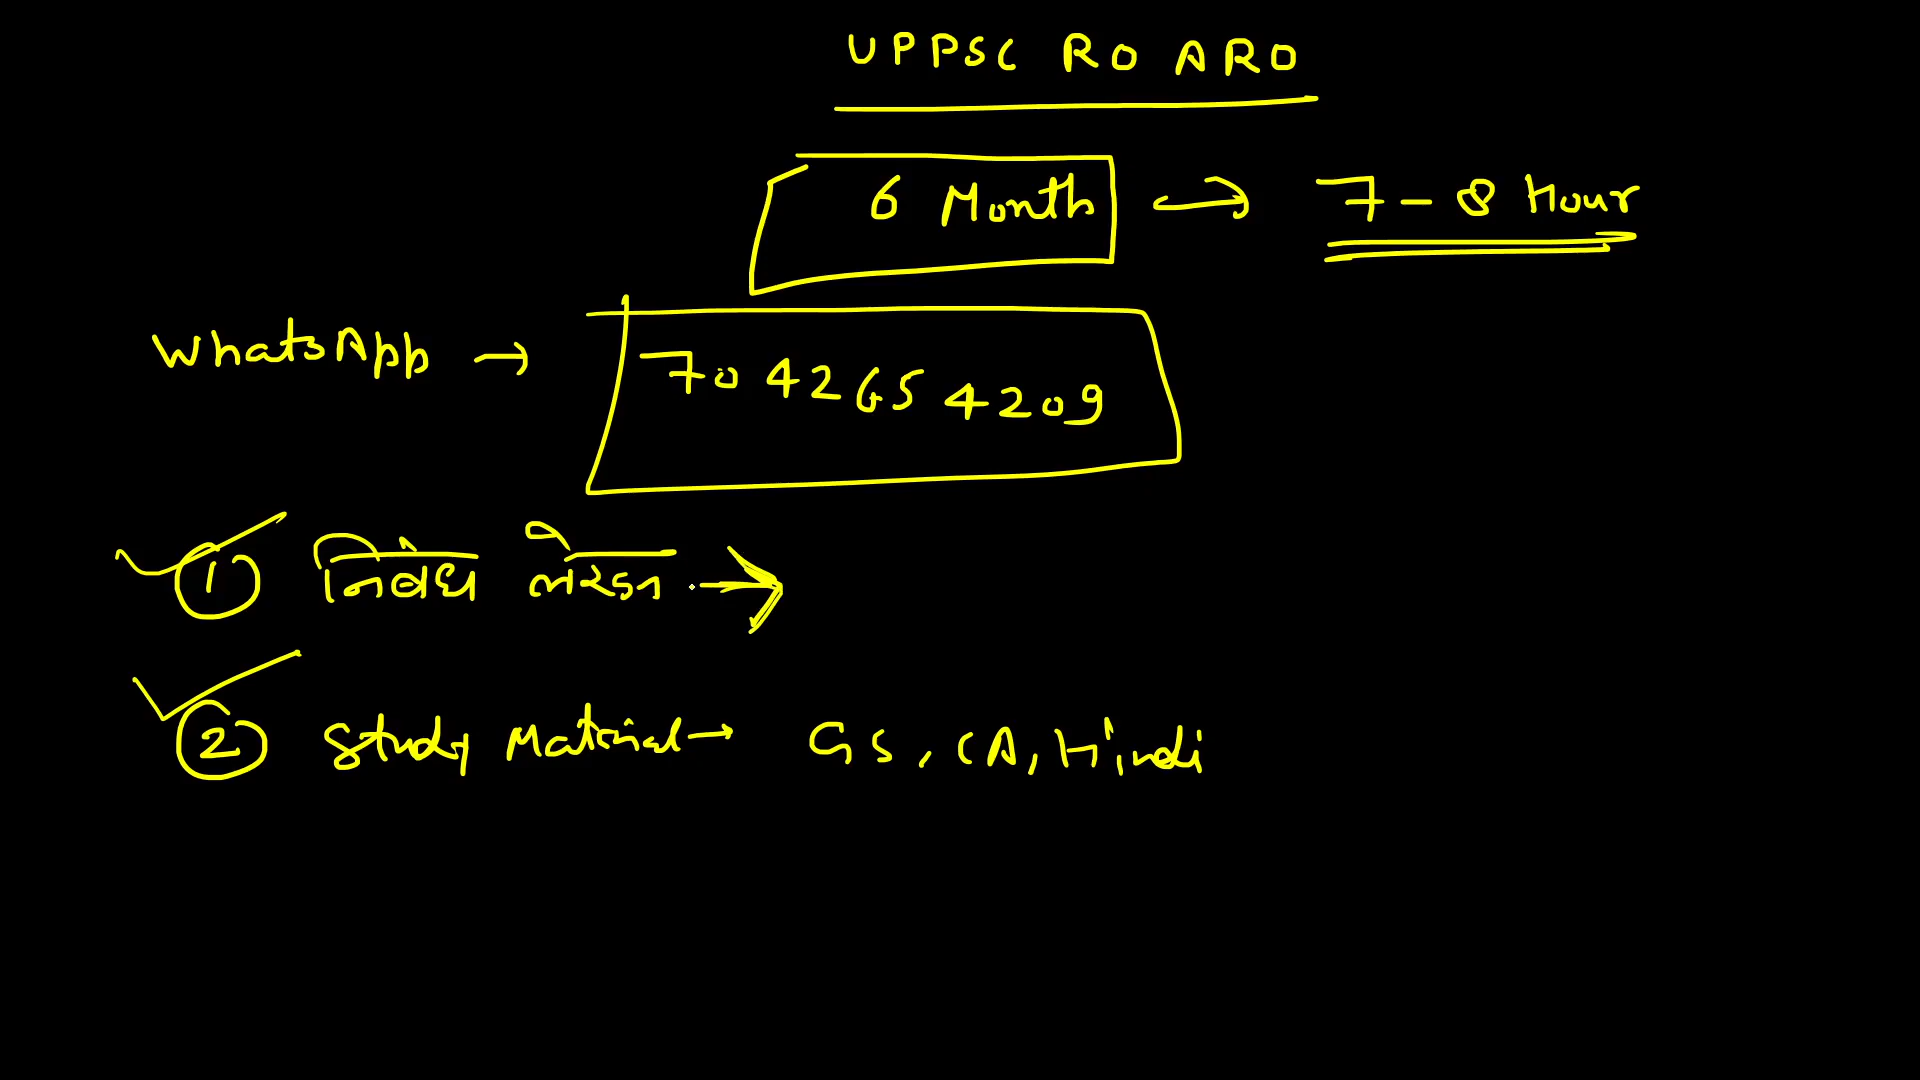 UPPSC RO ARO
6 Month → 7-8 Hour
WhatsApp → 7042654209
① निबंध लेखन →
② Study Material → GS, CA, Hindi